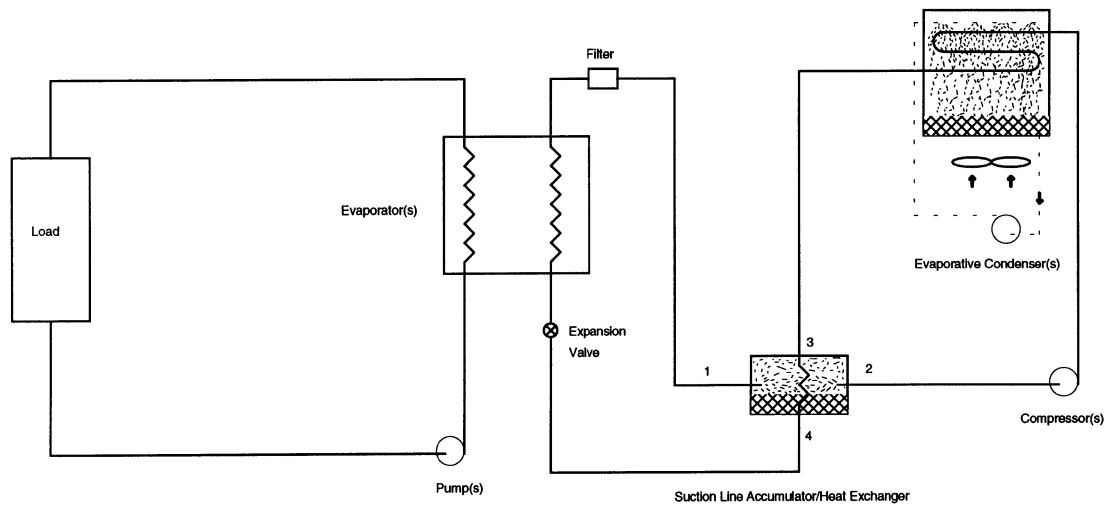 Filter
Evaporator(s)
Load
Evaporative Condenser(s)
Expansion
Valve
3
1
2
Compressor(s)
4
Pump(s)
Suction Line Accumulator/Heat Exchanger